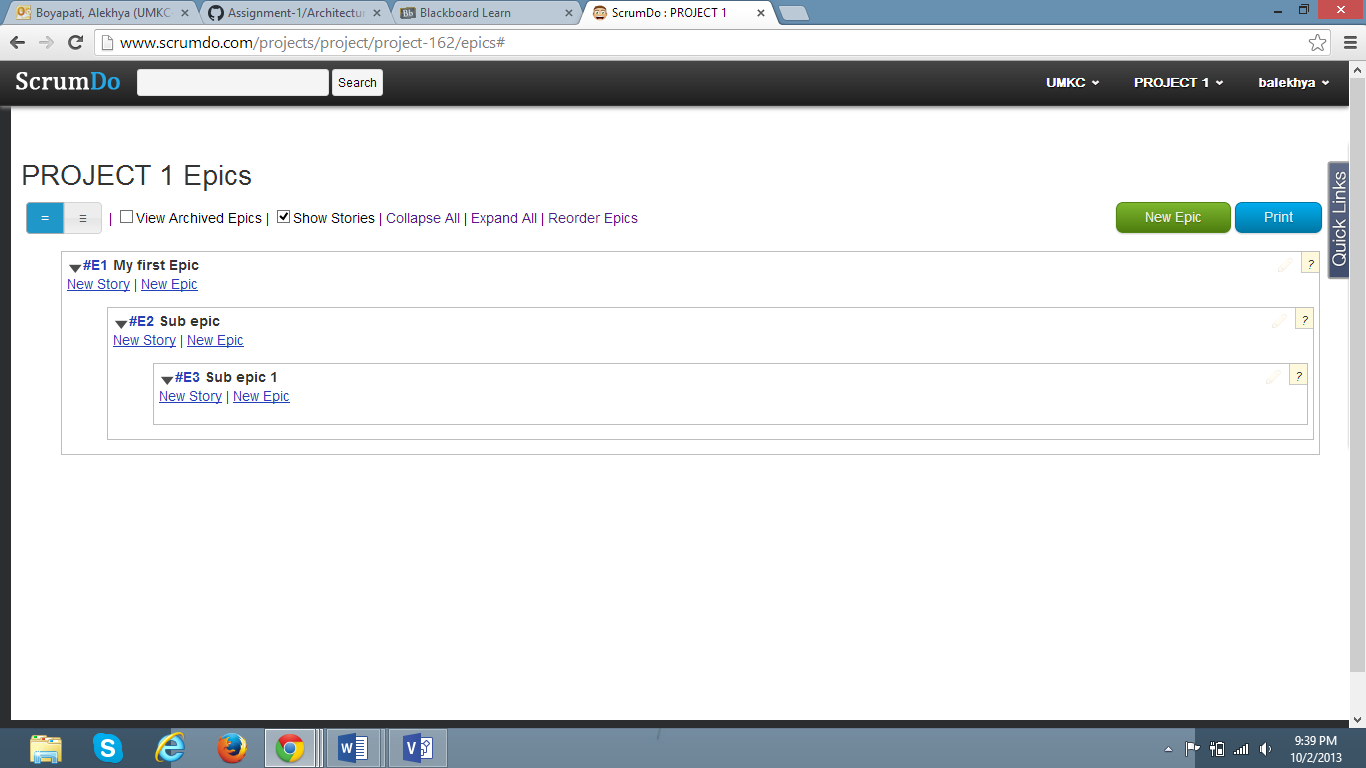 Boyapati, Alekhya (UMKC
Assignment-1/Architectur
Blackboard Learn
ScrumDo : PROJECT 1
www.scrumdo.com/projects/project/project-162/epics#
ScrumDo
Search
UMKC
PROJECT 1
balekhya
PROJECT 1 Epics
| View Archived Epics | Show Stories | Collapse All | Expand All | Reorder Epics
New Epic
Print
Quick Links
#E1 My first Epic
?
New Story | New Epic
#E2 Sub epic
?
New Story | New Epic
#E3 Sub epic 1
?
New Story | New Epic
9:39 PM
10/2/2013